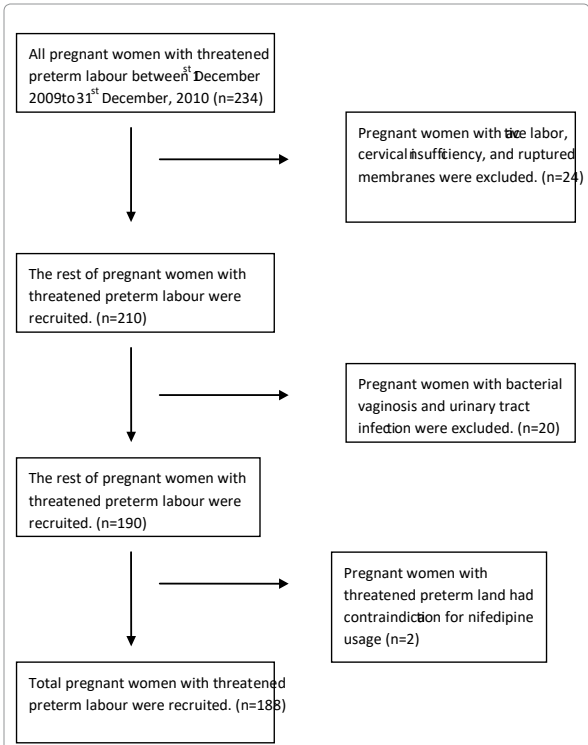 All pregnant women with threatened
preterm labour between 1st December
2009to 31st December, 2010 (n=234)
Pregnant women with tive labor,
cervical insufficiency, and ruptured
membranes were excluded. (n=24)
The rest of pregnant women with
threatened preterm labour were
recruited. (n=210)
Pregnant women with bacterial
vaginosis and urinary tract
infection were excluded. (n=20)
The rest of pregnant women with
threatened preterm labour were
recruited. (n=190)
Pregnant women with
threatened preterm land had
contraindication for nifedipine
usage (n=2)
Total pregnant women with threatened
preterm labour were recruited. (n=188)